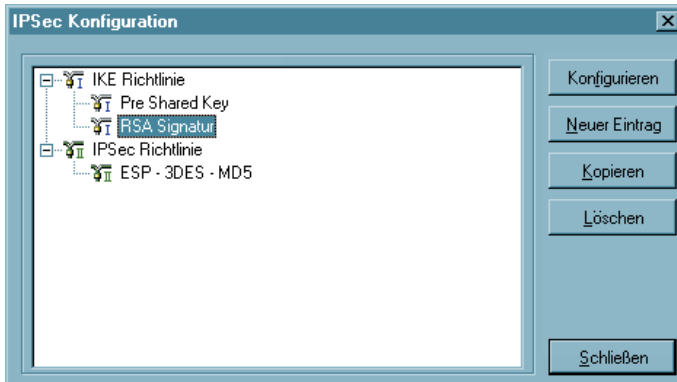 IPSec Konfiguration
IKE Richtlinie
Pre Shared Key
RSA Signatur
IPSec Richtlinie
ESP - 3DES - MD5
Konfigurieren
Neuer Eintrag
Kopieren
Löschen
Schließen